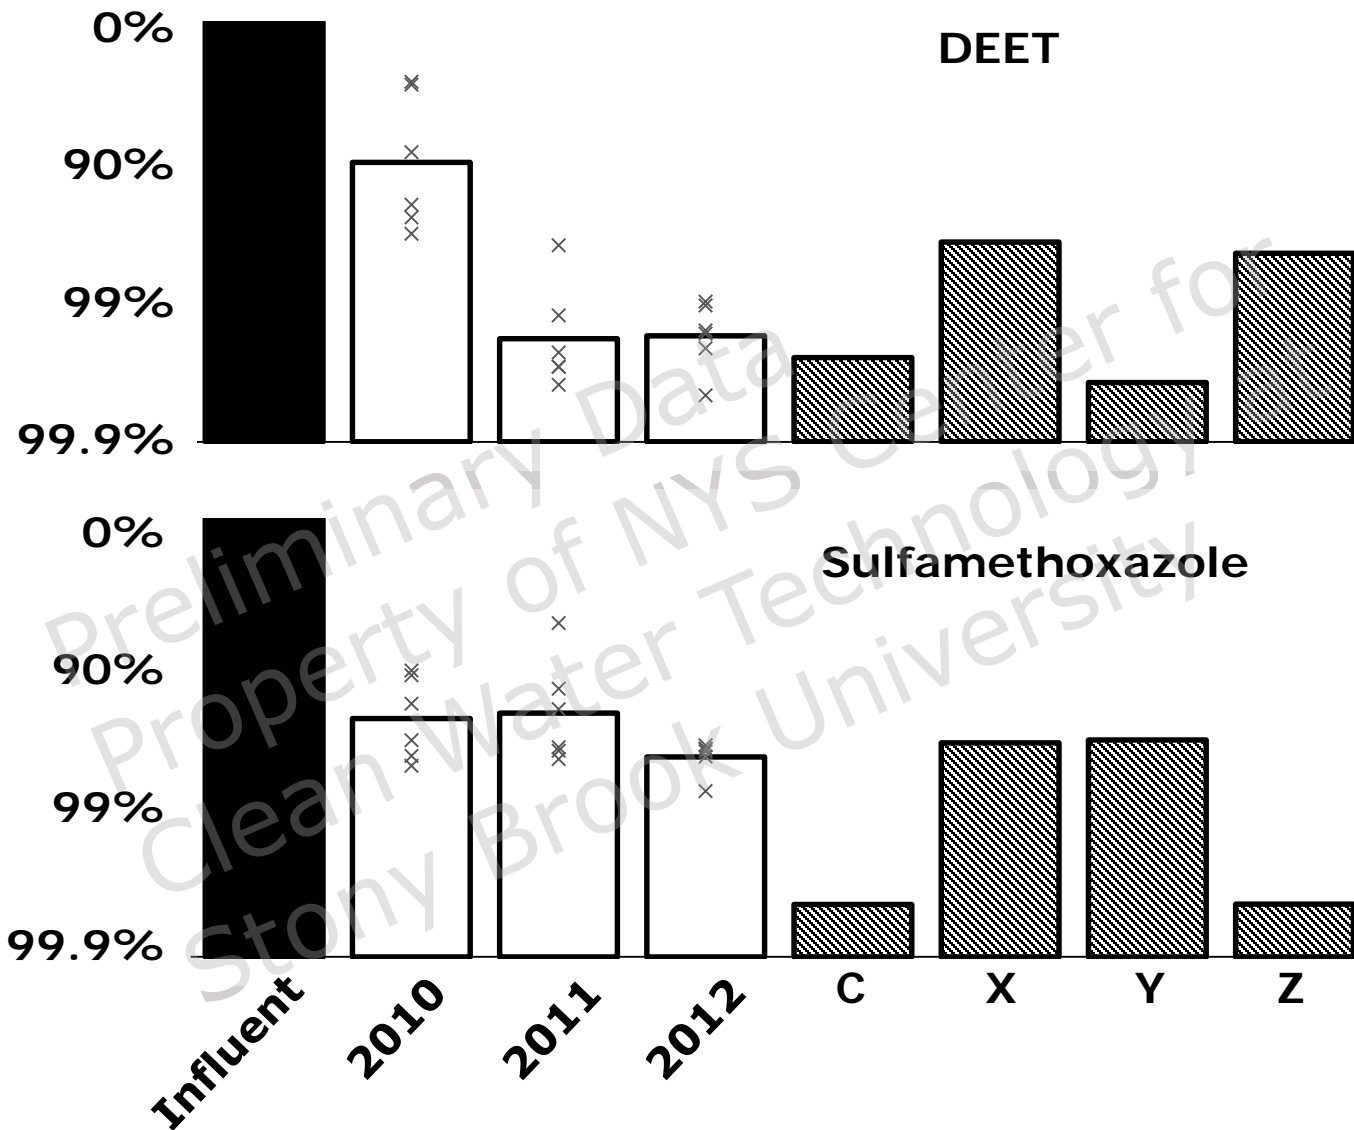 0%
DEET
90%
99%
99.9%
0%
Sulfamethoxazole
90%
99%
99.9%
Influent
2010
2011
2012
C
X
Y
Z
Preliminary Data
Property of NYS Center for
Clean Water Technology
Stony Brook University